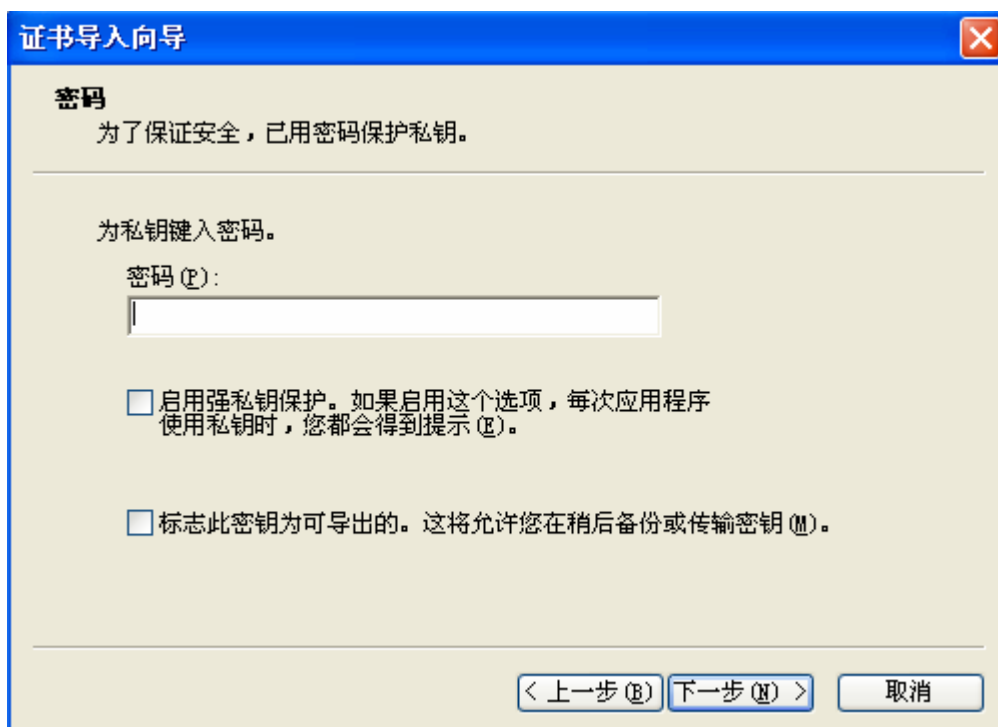 证书导入向导
密码
为了保证安全，已用密码保护私钥。
为私钥键入密码。
密码(P):
启用强私钥保护。如果启用这个选项，每次应用程序
使用私钥时，您都会得到提示(E)。
标志此密钥为可导出的。这将允许您在稍后备份或传输密钥(M)。
< 上一步(B) 下一步(N) > 取消